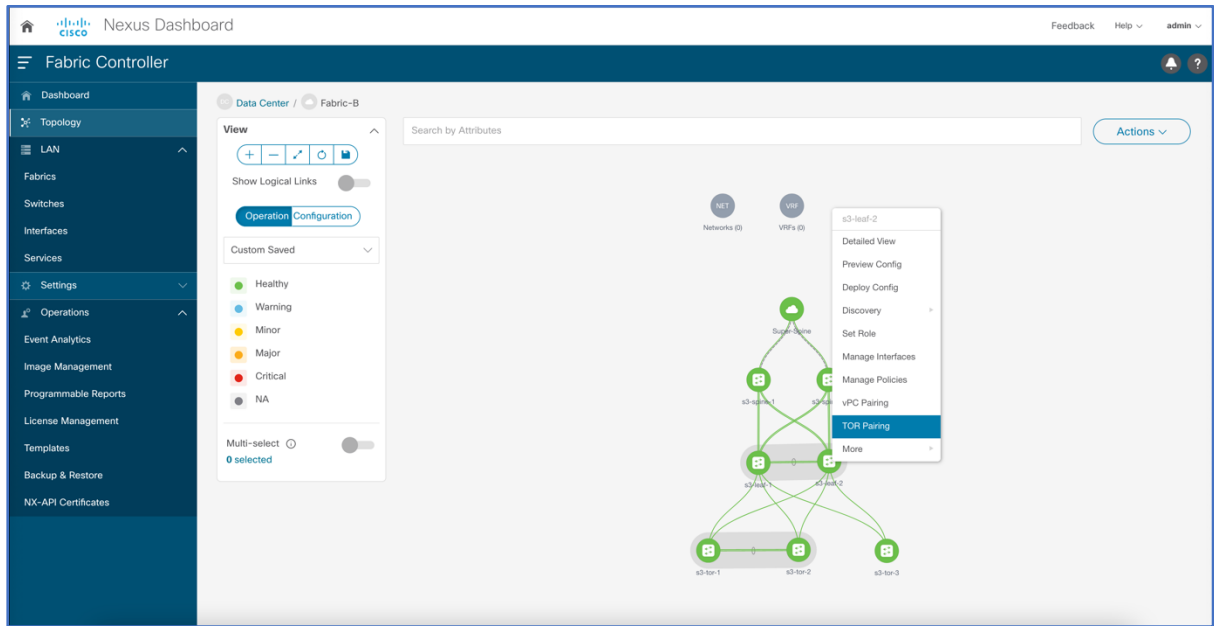 CISCO Nexus Dashboard Feedback Help admin
Fabric Controller
Dashboard
Topology
LAN
Fabrics
Switches
Interfaces
Services
Settings
Operations
Event Analytics
Image Management
Programmable Reports
License Management
Templates
Backup & Restore
NX-API Certificates
Data Center / Fabric-B
View
Show Logical Links
Operation Configuration
Custom Saved
Healthy
Warning
Minor
Major
Critical
NA
Multi-select
0 selected
Search by Attributes
Actions
NET VRF
Networks (0) VRFs (0)
s3-leaf-2
Detailed View
Preview Config
Deploy Config
Discovery
Set Role
Manage Interfaces
Manage Policies
vPC Pairing
TOR Pairing
More
Super-Spine
s3-spine-1
s3-leaf-1 s3-leaf-2
s3-tor-1 s3-tor-2 s3-tor-3